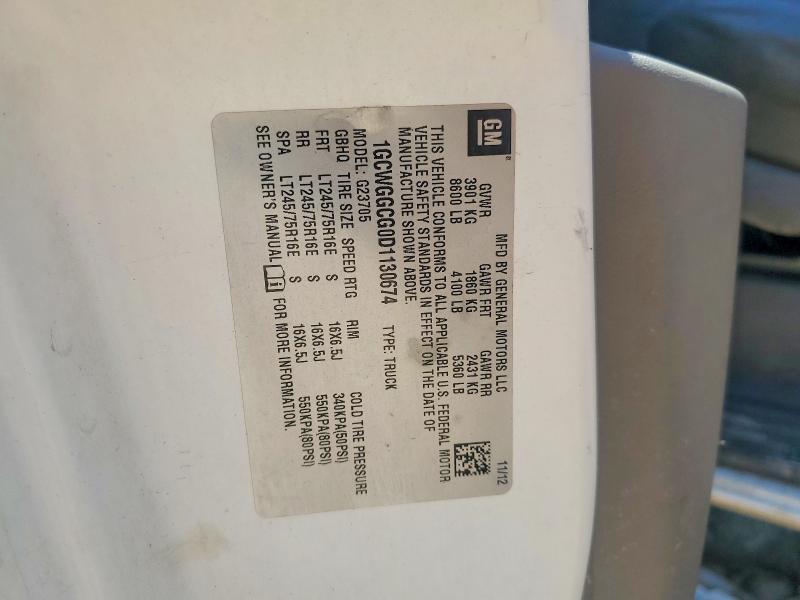 GM
MFD BY GENERAL MOTORS LLC 11/12
GVWR GAWR FRT GAWR RR
3901 KG 1860 KG 2431 KG
8600 LB 4100 LB 5360 LB
THIS VEHICLE CONFORMS TO ALL APPLICABLE U.S. FEDERAL MOTOR
VEHICLE SAFETY STANDARDS IN EFFECT ON THE DATE OF
MANUFACTURE SHOWN ABOVE.
1GCWGGCG0D1130674 TYPE: TRUCK
MODEL: G23705
GBHQ TIRE SIZE SPEED RTG RIM COLD TIRE PRESSURE
FRT LT245/75R16E S 16X6.5J 340KPA(50PSI)
RR LT245/75R16E S 16X6.5J 550KPA(80PSI)
SPA LT245/75R16E S 16X6.5J 550KPA(80PSI)
SEE OWNER'S MANUAL FOR MORE INFORMATION.